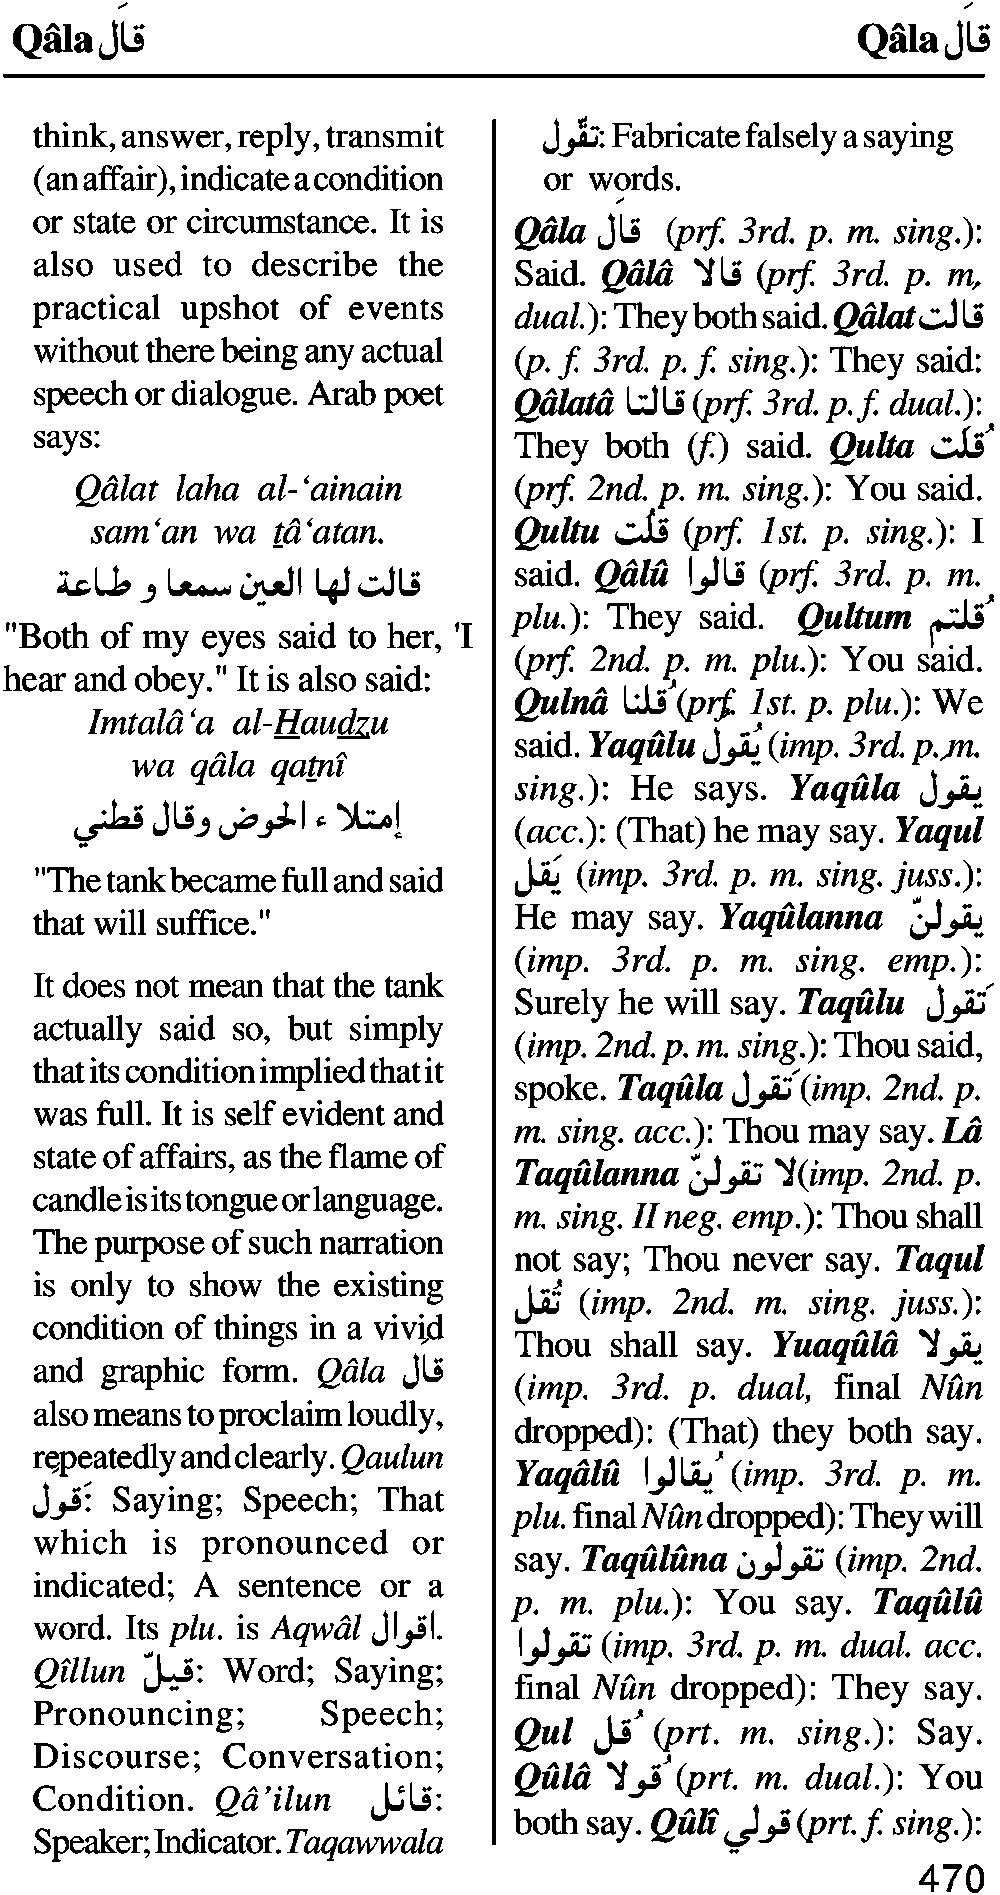 Qâla قَالَ
Qâla قَالَ
think, answer, reply, transmit
(an affair), indicate a condition
or state or circumstance. It is
also used to describe the
practical upshot of events
without there being any actual
speech or dialogue. Arab poet
says:
Qâlat laha al-‘ainain
sam‘an wa tâ‘atan.
قالت لها العين سمعا و طاعة
"Both of my eyes said to her, 'I
hear and obey." It is also said:
Imtalâ‘a al-Haudzu
wa qâla qatnî
إمتلا ء الحوض وقال قطني
"The tank became full and said
that will suffice."
It does not mean that the tank
actually said so, but simply
that its condition implied that it
was full. It is self evident and
state of affairs, as the flame of
candle is its tongue or language.
The purpose of such narration
is only to show the existing
condition of things in a vivid
and graphic form. Qâla قَالَ
also means to proclaim loudly,
repeatedly and clearly. Qaulun
قَول: Saying; Speech; That
which is pronounced or
indicated; A sentence or a
word. Its plu. is Aqwâl اقوال.
Qîllun قيلّ: Word; Saying;
Pronouncing; Speech;
Discourse; Conversation;
Condition. Qâ’ilun قائل:
Speaker; Indicator. Taqawwala
تقّول: Fabricate falsely a saying
or words.
Qâla قالَ (prf. 3rd. p. m. sing.):
Said. Qâlâ قالا (prf. 3rd. p. m,
dual.): They both said. Qâlat قالت
(p. f. 3rd. p. f. sing.): They said:
Qâlatâ قالتا (prf. 3rd. p. f. dual.):
They both (f.) said. Qulta قُلتَ
(prf. 2nd. p. m. sing.): You said.
Qultu قلتُ (prf. 1st. p. sing.): I
said. Qâlû قالوا (prf. 3rd. p. m.
plu.): They said. Qultum قُلتم
(prf. 2nd. p. m. plu.): You said.
Qulnâ قُلنا (prf. 1st. p. plu.): We
said. Yaqûlu يَقُولُ (imp. 3rd. p. m.
sing.): He says. Yaqûla يقول
(acc.): (That) he may say. Yaqul
يَقل (imp. 3rd. p. m. sing. juss.):
He may say. Yaqûlanna يقولنّ
(imp. 3rd. p. m. sing. emp.):
Surely he will say. Taqûlu تَقول
(imp. 2nd. p. m. sing.): Thou said,
spoke. Taqûla تَقول (imp. 2nd. p.
m. sing. acc.): Thou may say. Lâ
Taqûlanna لا تقولنّ (imp. 2nd. p.
m. sing. II neg. emp.): Thou shall
not say; Thou never say. Taqul
تُقل (imp. 2nd. m. sing. juss.):
Thou shall say. Yuaqûlâ يقولا
(imp. 3rd. p. dual, final Nûn
dropped): (That) they both say.
Yaqâlû يُقالوا (imp. 3rd. p. m.
plu. final Nûn dropped): They will
say. Taqûlûna تقولون (imp. 2nd.
p. m. plu.): You say. Taqûlû
تقولوا (imp. 3rd. p. m. dual. acc.
final Nûn dropped): They say.
Qul قُل (prt. m. sing.): Say.
Qûlâ قُولا (prt. m. dual.): You
both say. Qûlî قولي (prt. f. sing.):
470